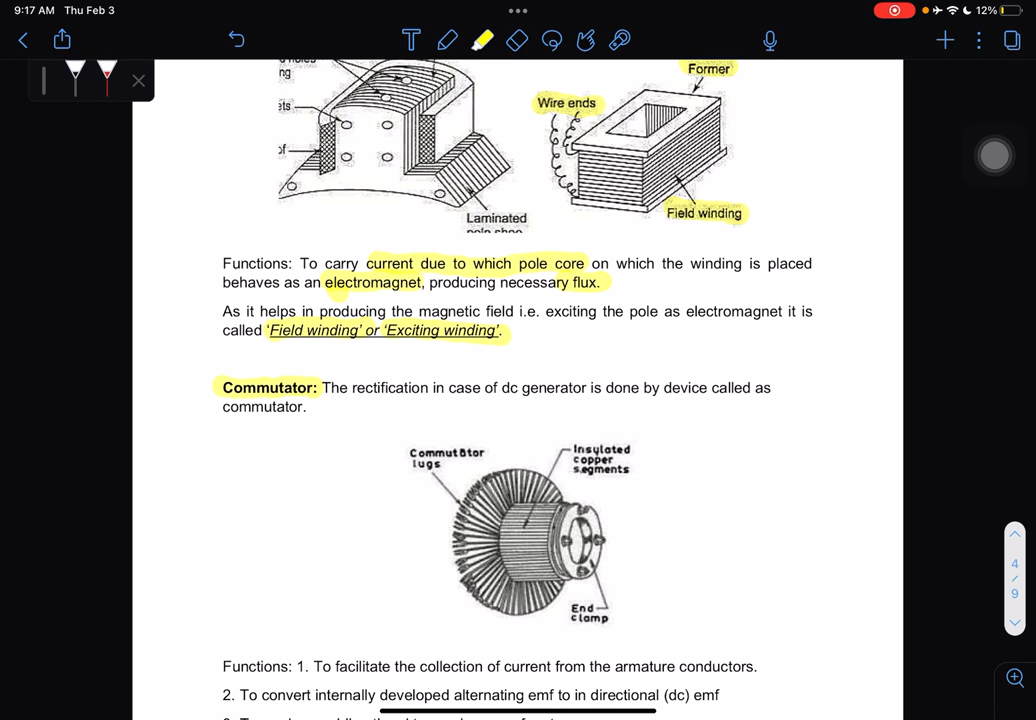 9:17 AM Thu Feb 3
12%
ng
Former
Wire ends
of
Field winding
Laminated
Functions: To carry current due to which pole core on which the winding is placed
behaves as an electromagnet, producing necessary flux.
As it helps in producing the magnetic field i.e. exciting the pole as electromagnet it is
called ‘Field winding’ or ‘Exciting winding’.
Commutator: The rectification in case of dc generator is done by device called as
commutator.
Commutator
lugs
Insulated
copper
segments
End
clamp
4
/
9
Functions: 1. To facilitate the collection of current from the armature conductors.
2. To convert internally developed alternating emf to in directional (dc) emf